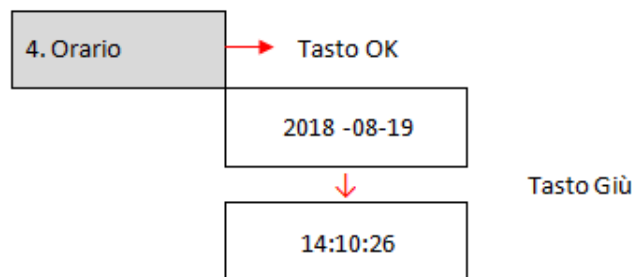 4. Orario
Tasto OK
2018 -08-19
Tasto Giù
14:10:26